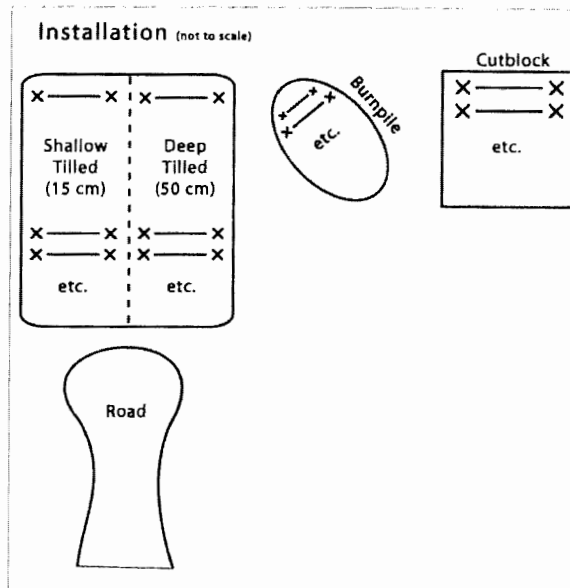 Installation (not to scale)
Shallow
Tilled
(15 cm)
etc.
Deep
Tilled
(50 cm)
etc.
Burnpile
etc.
Cutblock
etc.
Road